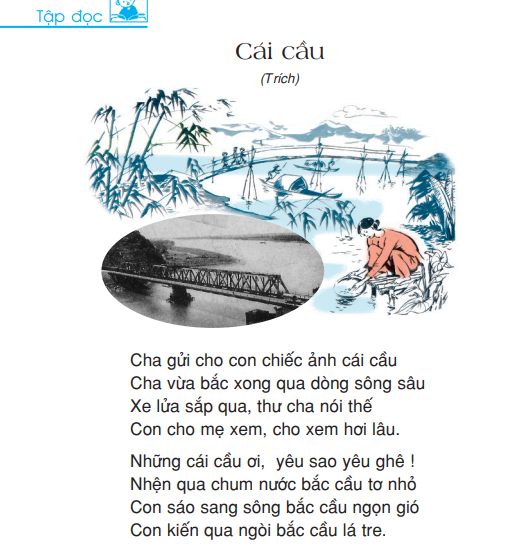 Tập đọc
Cái cầu
(Trích)
Cha gửi cho con chiếc ảnh cái cầu
Cha vừa bắc xong qua dòng sông sâu
Xe lửa sắp qua, thư cha nói thế
Con cho mẹ xem, cho xem hơi lâu.
Những cái cầu ơi, yêu sao yêu ghê !
Nhện qua chum nước bắc cầu tơ nhỏ
Con sáo sang sông bắc cầu ngọn gió
Con kiến qua ngòi bắc cầu lá tre.